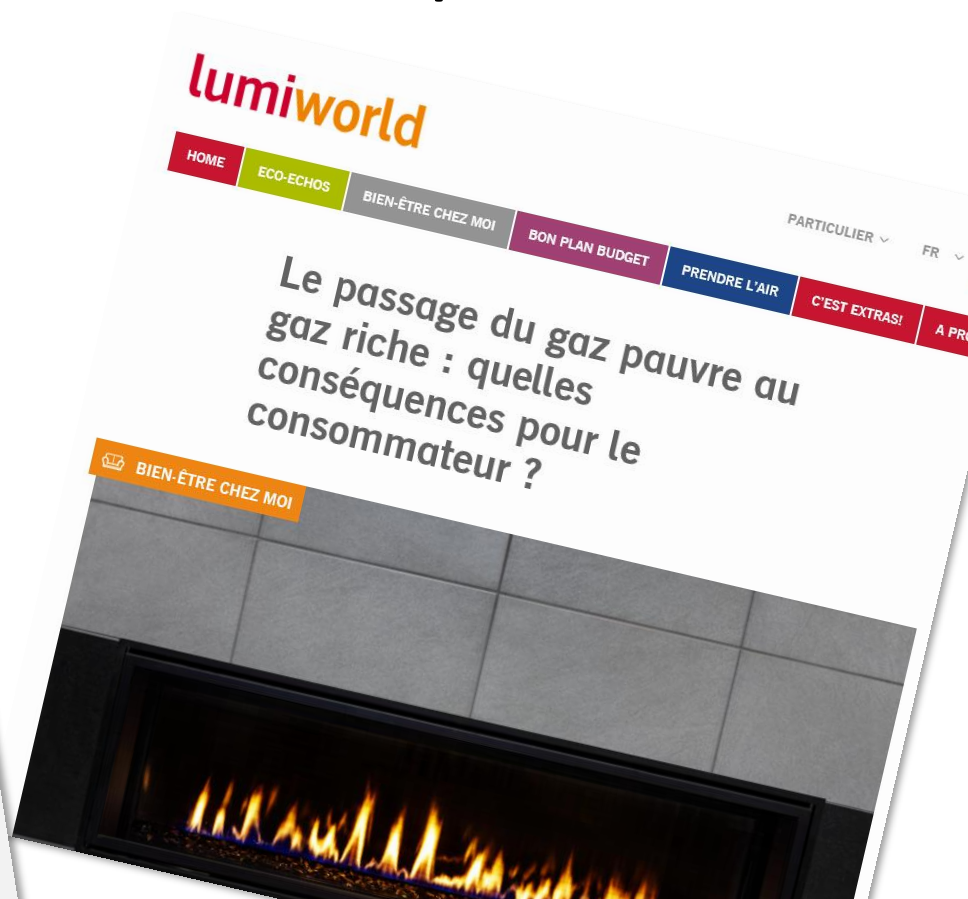 lumiworld
PARTICULIER
FR
HOME
ECO-ECHOS
BIEN-ÊTRE CHEZ MOI
BON PLAN BUDGET
PRENDRE L'AIR
C'EST EXTRAS!
Le passage du gaz pauvre au
gaz riche : quelles
conséquences pour le
consommateur ?
BIEN-ÊTRE CHEZ MOI